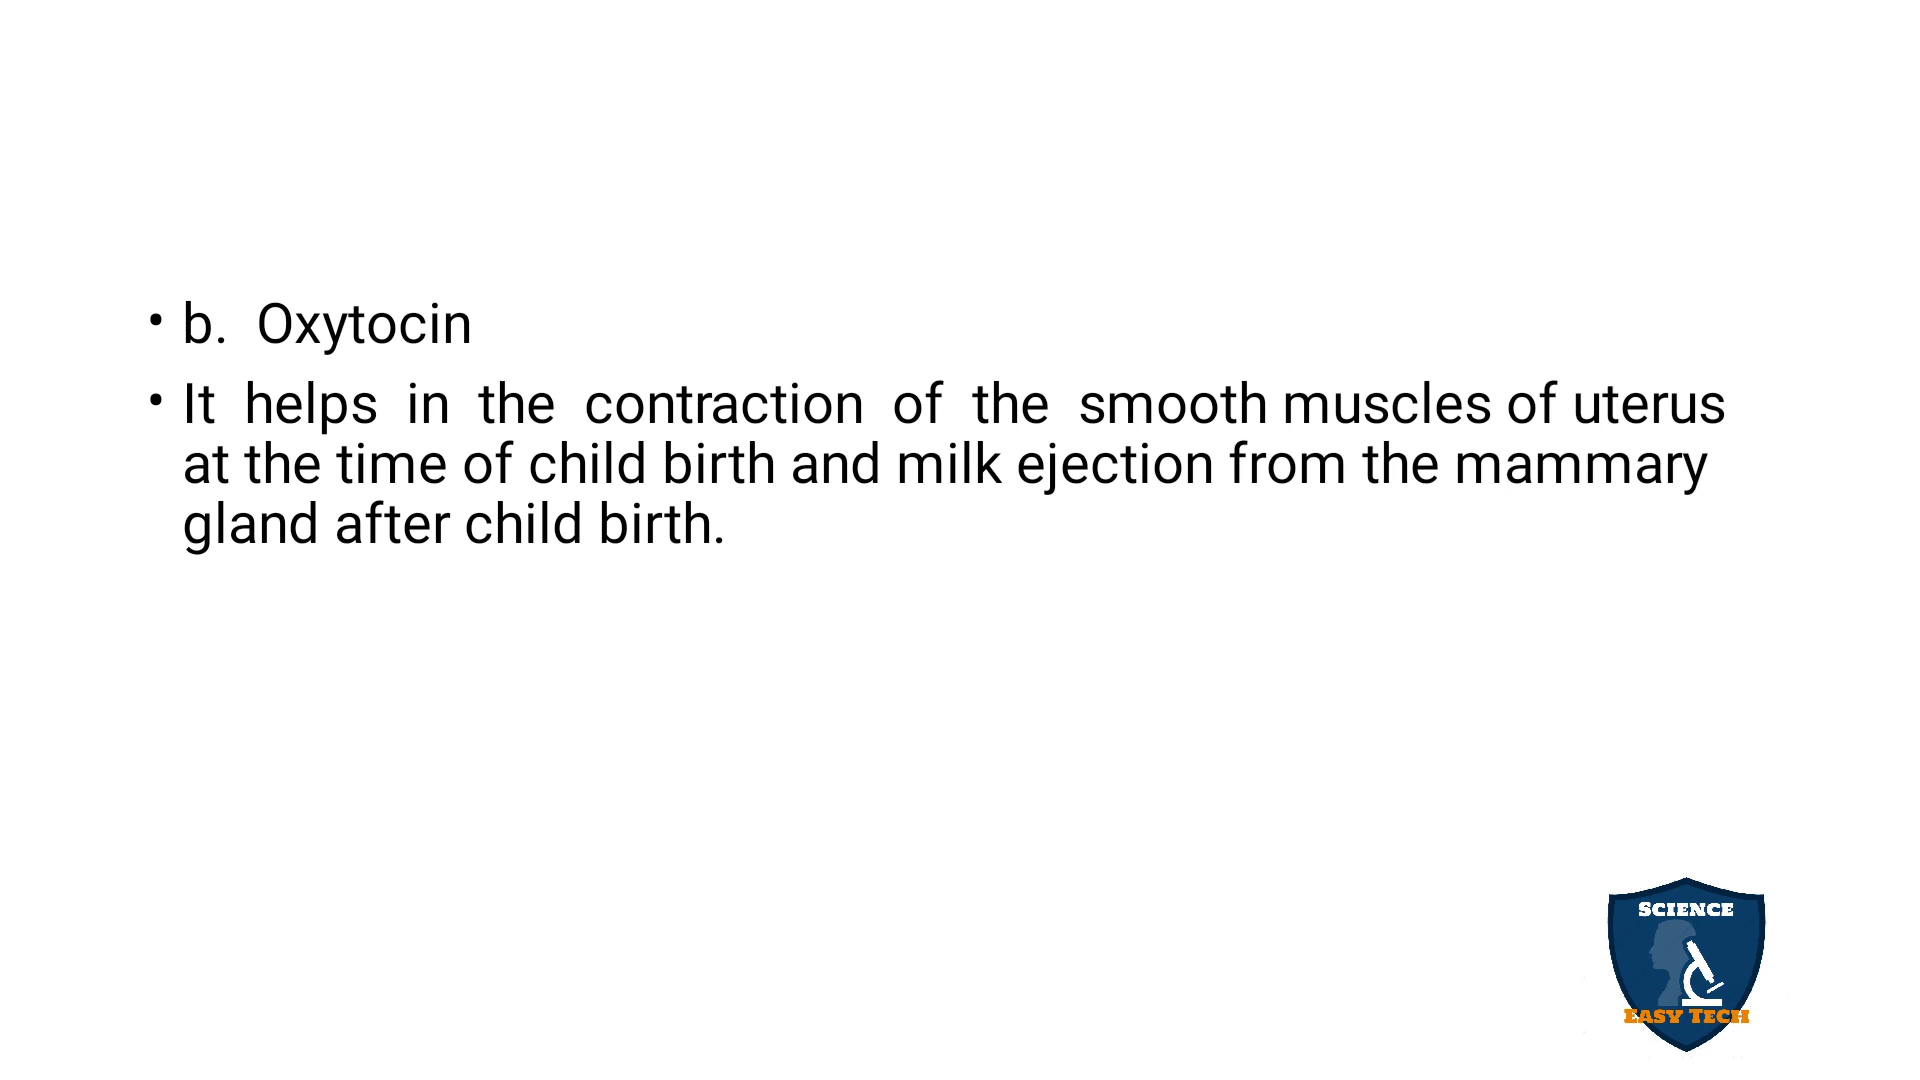 • b.  Oxytocin
• It  helps  in  the  contraction  of  the  smooth muscles of uterus
at the time of child birth and milk ejection from the mammary
gland after child birth.
SCIENCE
EASY TECH